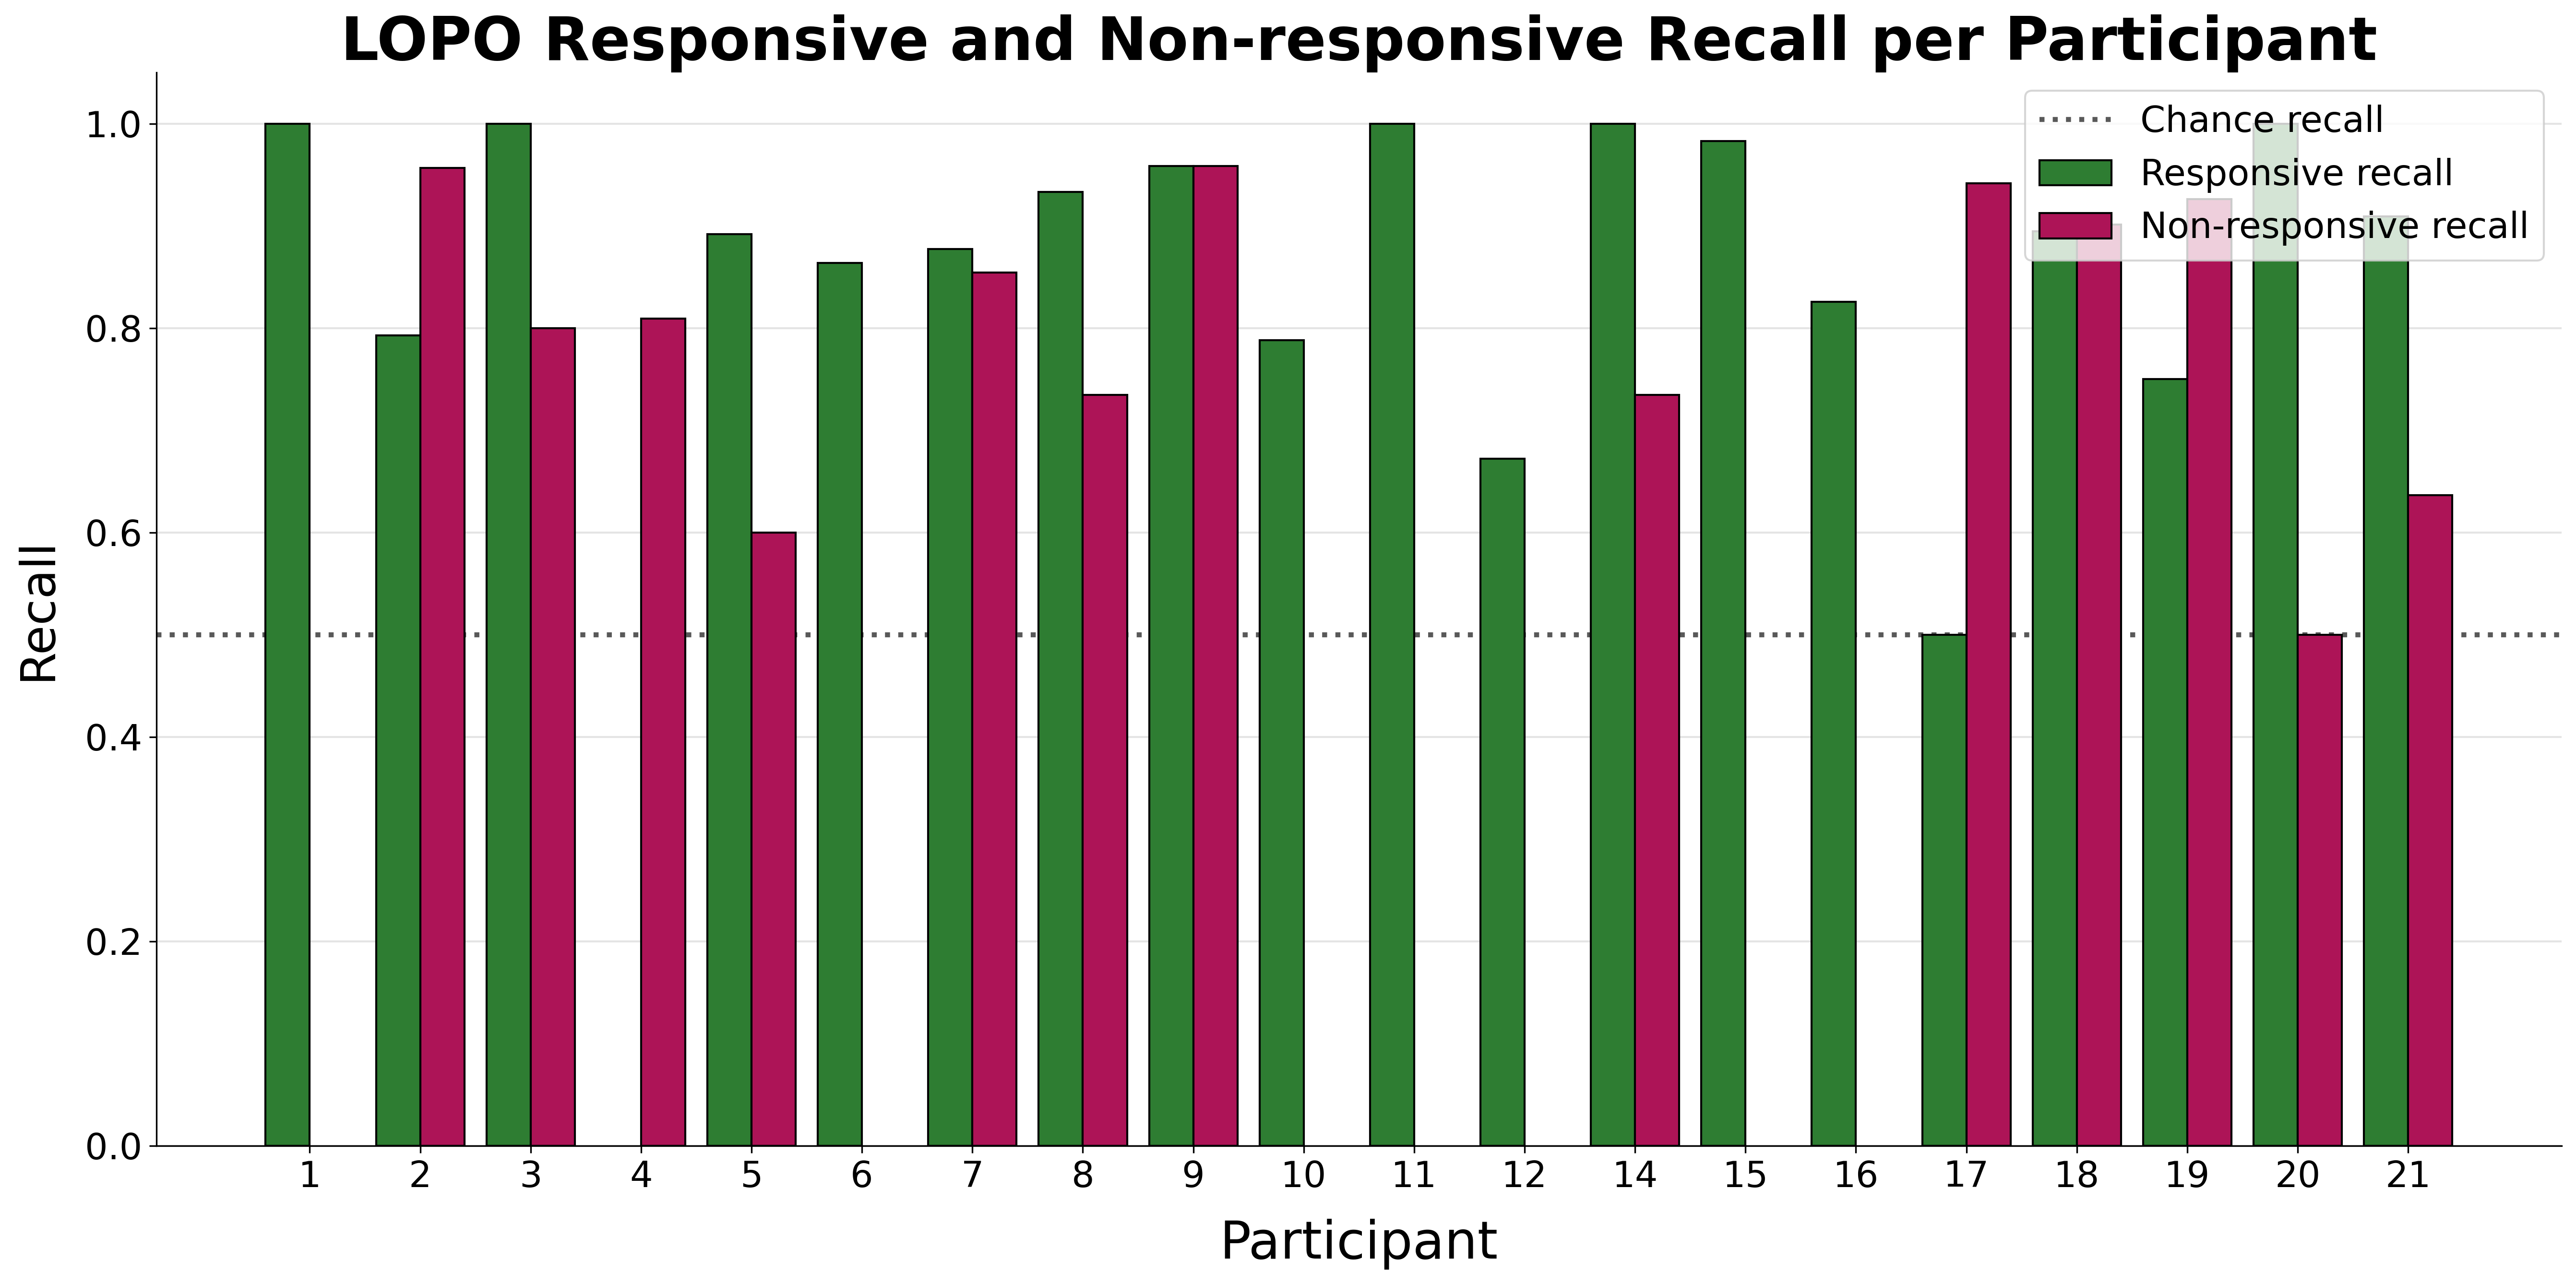 LOPO Responsive and Non-responsive Recall per Participant
Chance recall
Responsive recall
Non-responsive recall
1.0
0.8
0.6
0.4
0.2
0.0
Recall
1 2 3 4 5 6 7 8 9 10 11 12 14 15 16 17 18 19 20 21
Participant